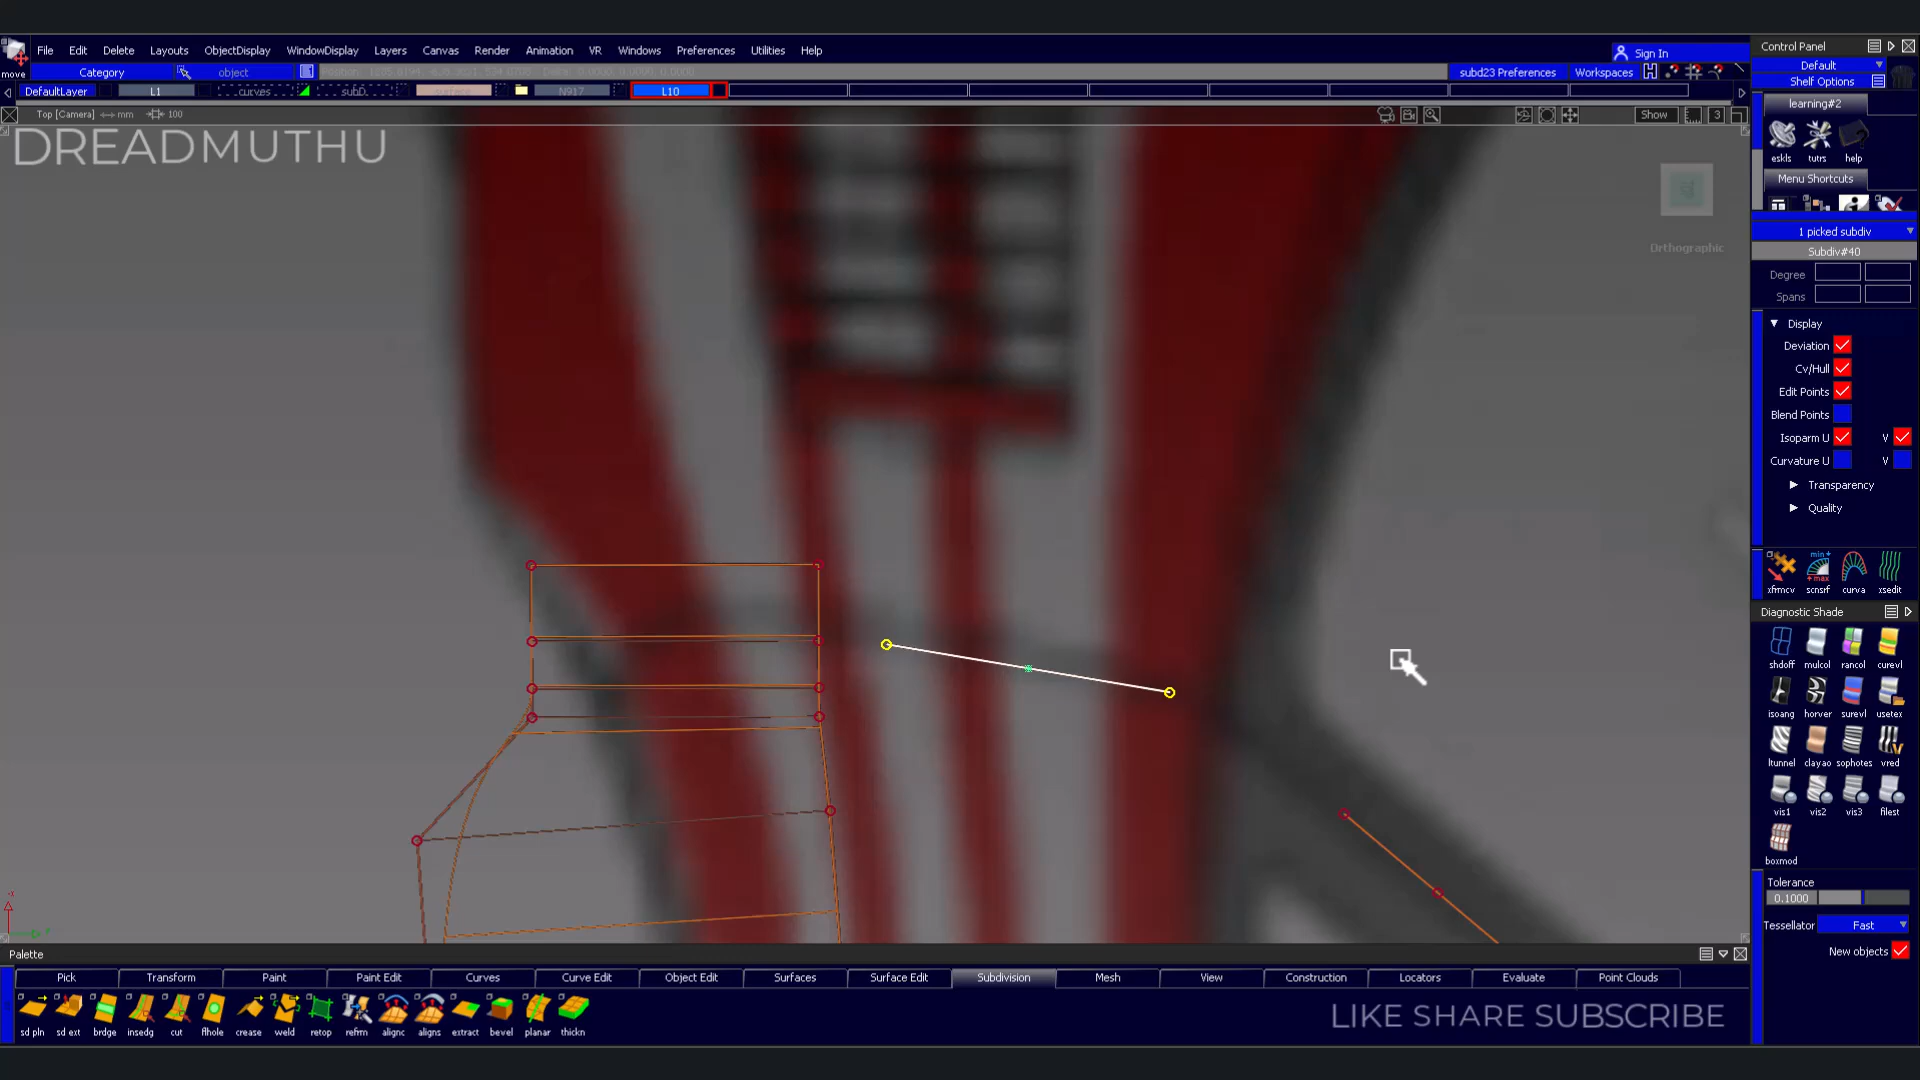 File Edit Delete Layouts ObjectDisplay WindowDisplay Layers Canvas Render Animation VR Windows Preferences Utilities Help
Sign In
move
Category
object
subd23 Preferences
Workspaces
DefaultLayer
L1
curves
subD
N917
L10
Top [Camera]
mm
100
Show
3
DREADMUTHU
Orthographic
Control Panel
Default
Shelf Options
learning#2
eskls tutrs help
Menu Shortcuts
1 picked subdiv
Subdiv#40
Degree
Spans
Display
Deviation
Cv/Hull
Edit Points
Blend Points
Isoparm U V
Curvature U V
Transparency
Quality
xfrmcv scnsrf curva xsedit
Diagnostic Shade
shdoff mulcol rancol curevl
isoang horver surevl usetex
ltunnel clayao sophotes vred
vis1 vis2 vis3 filest
boxmod
Tolerance
0.1000
Tessellator Fast
New objects
Palette
Pick Transform Paint Paint Edit Curves Curve Edit Object Edit Surfaces Surface Edit Subdivision Mesh View Construction Locators Evaluate Point Clouds
sd pln sd ext brdge insedg cut flhole crease weld retop refrm alignc aligns extract bevel planar thickn
LIKE SHARE SUBSCRIBE